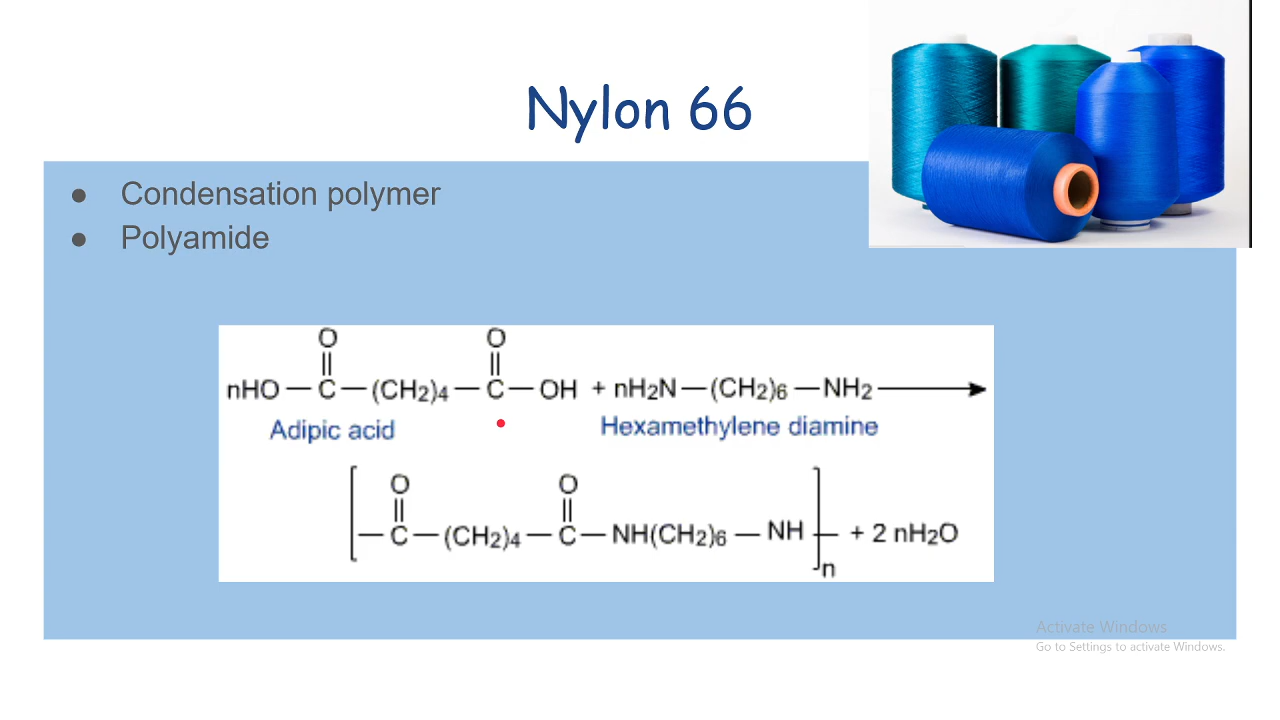 Nylon 66
● Condensation polymer
● Polyamide
O O
|| ||
nHO — C — (CH2)4 — C — OH + nH2N — (CH2)6 — NH2 ⟶
Adipic acid Hexamethylene diamine
O O
|| ||
[ — C — (CH2)4 — C — NH(CH2)6 — NH ]n — + 2 nH2O
Activate Windows
Go to Settings to activate Windows.